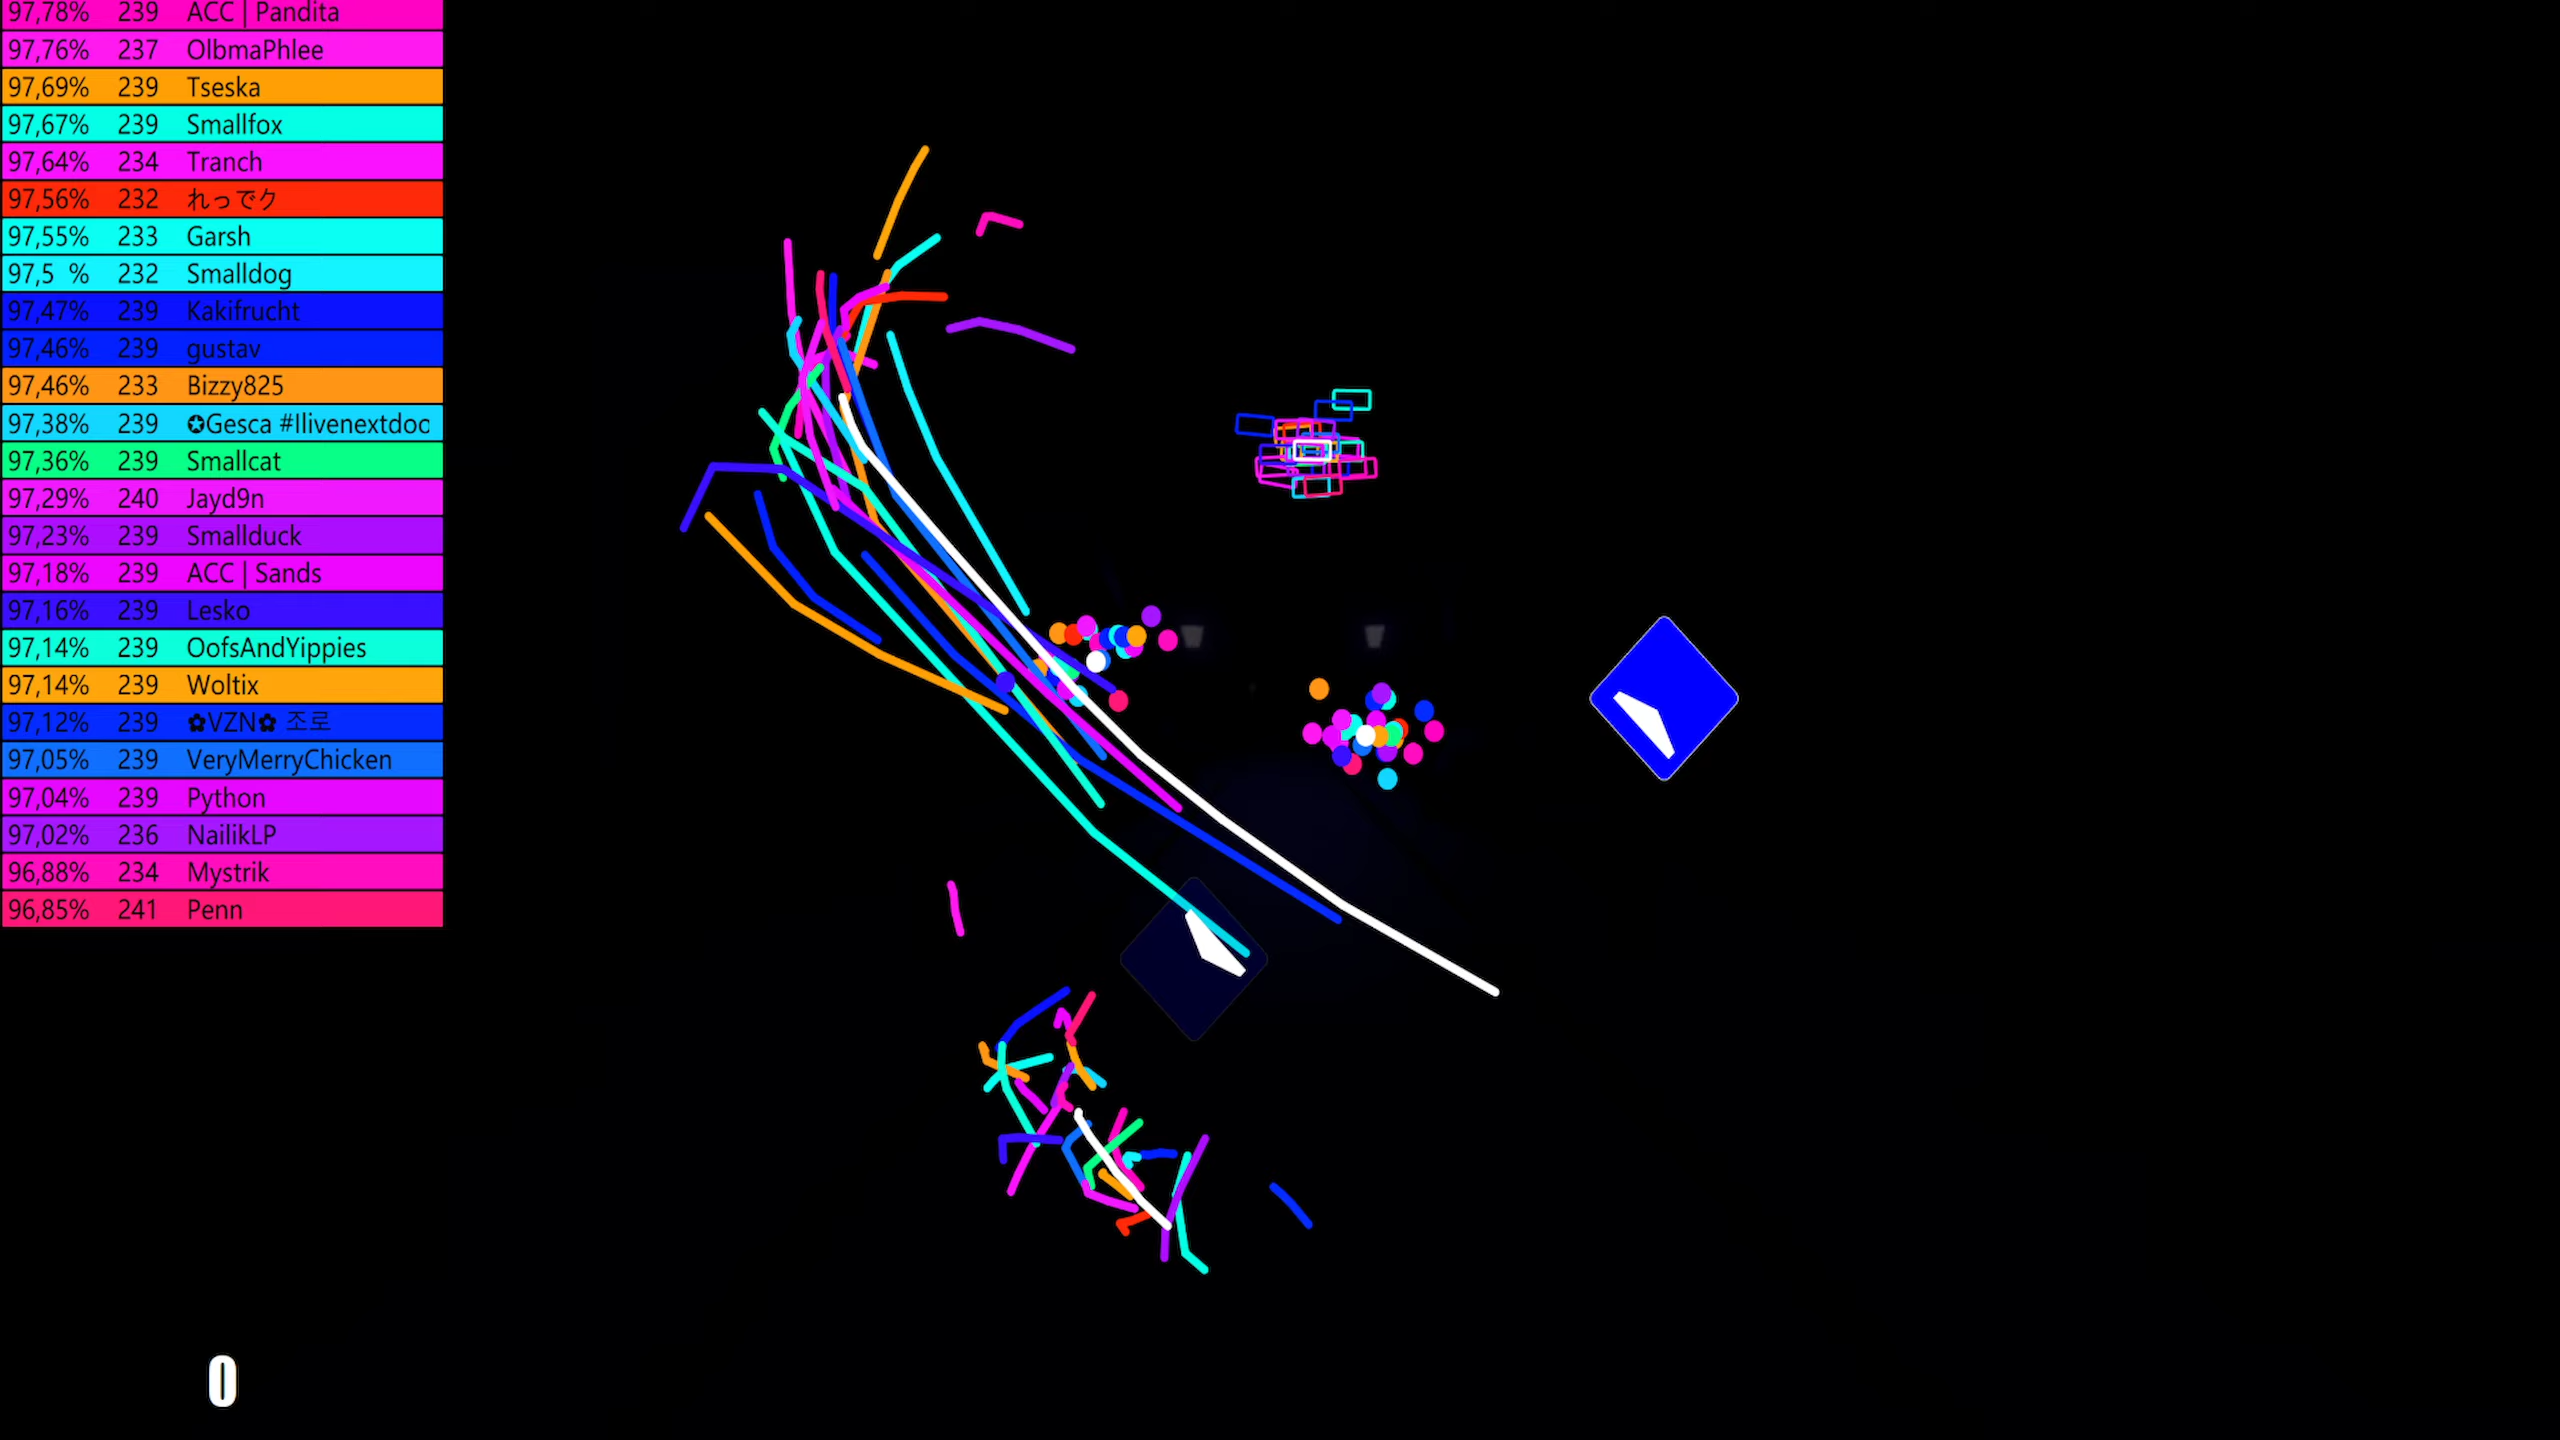 97,78% 239 ACC | Pandita
97,76% 237 OlbmaPhlee
97,69% 239 Tseska
97,67% 239 Smallfox
97,64% 234 Tranch
97,56% 232 れっでク
97,55% 233 Garsh
97,5 % 232 Smalldog
97,47% 239 Kakifrucht
97,46% 239 gustav
97,46% 233 Bizzy825
97,38% 239 ✪Gesca #Ilivenextdoo
97,36% 239 Smallcat
97,29% 240 Jayd9n
97,23% 239 Smallduck
97,18% 239 ACC | Sands
97,16% 239 Lesko
97,14% 239 OofsAndYippies
97,14% 239 Woltix
97,12% 239 ✿VZN✿ 조로
97,05% 239 VeryMerryChicken
97,04% 239 Python
97,02% 236 NailikLP
96,88% 234 Mystrik
96,85% 241 Penn
0